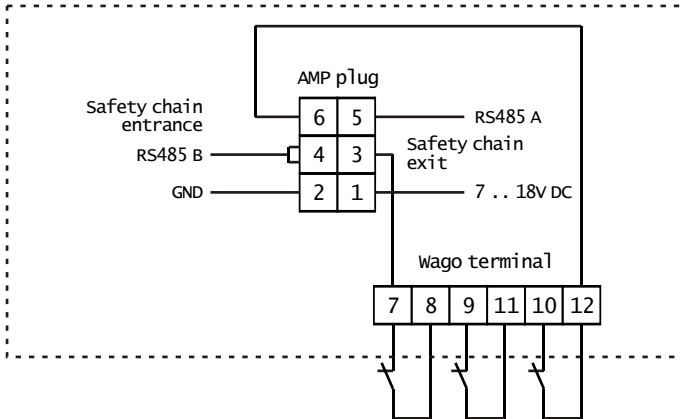 AMP plug
Safety chain
entrance
6 5
RS485 A
RS485 B
4 3
Safety chain
exit
GND
2 1
7 .. 18V DC
Wago terminal
7 8 9 11 10 12